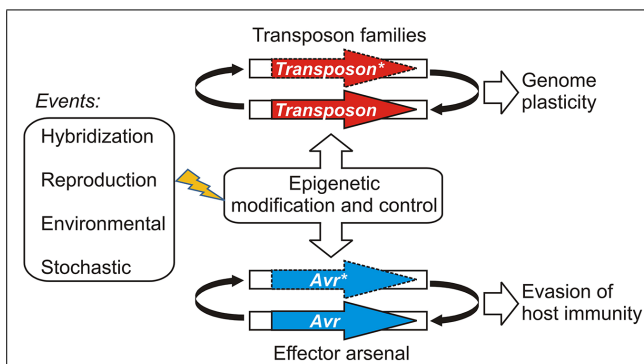 Transposon families
Transposon*
Transposon
Genome
plasticity
Events:
Hybridization
Reproduction
Environmental
Stochastic
Epigenetic
modification and control
Avr*
Avr
Evasion of
host immunity
Effector arsenal